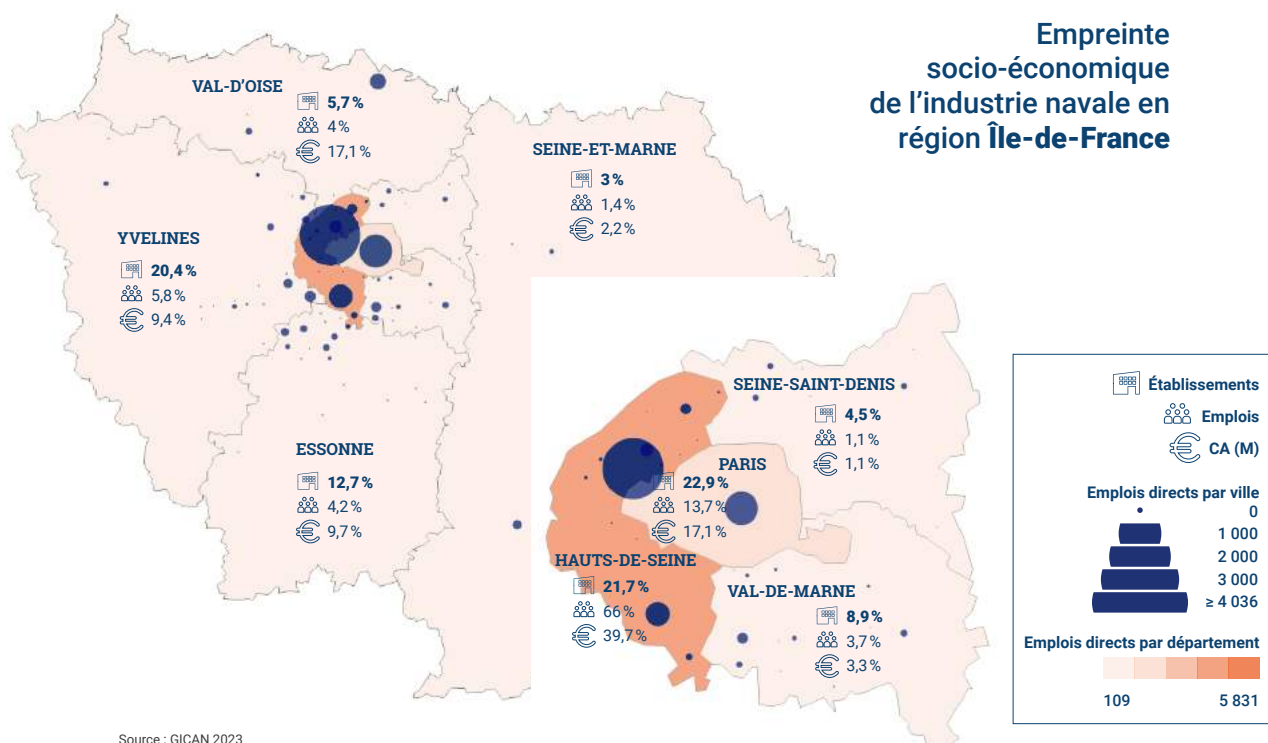 Empreinte
socio-économique
de l'industrie navale en
région Île-de-France
VAL-D'OISE
5,7 %
4 %
17,1 %
SEINE-ET-MARNE
3 %
1,4 %
2,2 %
YVELINES
20,4 %
5,8 %
9,4 %
ESSONNE
12,7 %
4,2 %
9,7 %
SEINE-SAINT-DENIS
4,5 %
1,1 %
1,1 %
PARIS
22,9 %
13,7 %
17,1 %
HAUTS-DE-SEINE
21,7 %
66 %
39,7 %
VAL-DE-MARNE
8,9 %
3,7 %
3,3 %
Établissements
Emplois
CA (M)
Emplois directs par ville
0
1 000
2 000
3 000
≥ 4 036
Emplois directs par département
109 5 831
Source : GICAN 2023